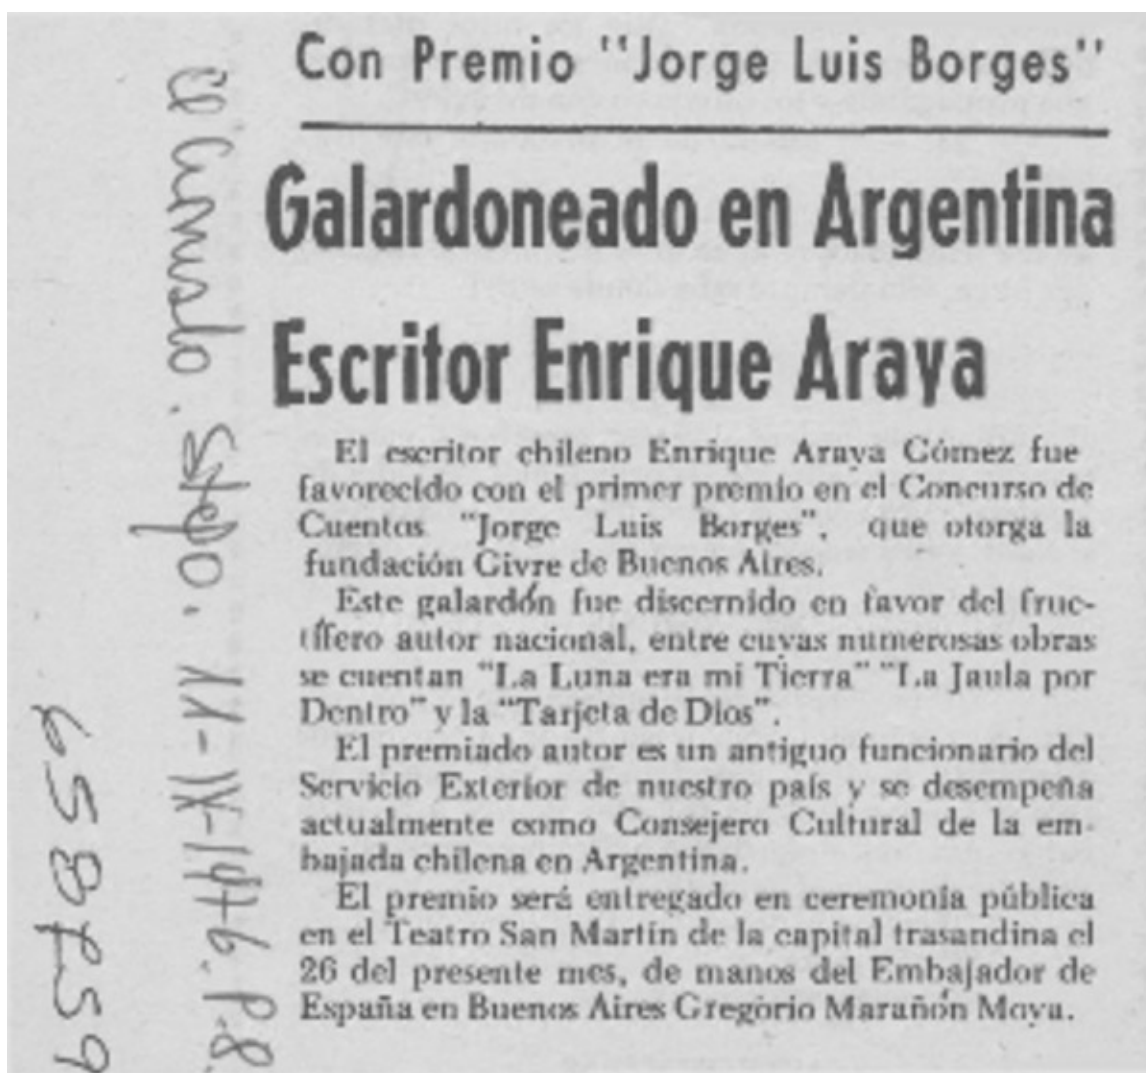 Con Premio "Jorge Luis Borges"
Galardoneado en Argentina
Escritor Enrique Araya
El escritor chileno Enrique Araya Gómez fue
favorecido con el primer premio en el Concurso de
Cuentos "Jorge Luis Borges", que otorga la
fundación Givre de Buenos Aires.
Este galardón fue discernido en favor del fruc-
tífero autor nacional, entre cuyas numerosas obras
se cuentan "La Luna era mi Tierra" "La Jaula por
Dentro" y la "Tarjeta de Dios".
El premiado autor es un antiguo funcionario del
Servicio Exterior de nuestro país y se desempeña
actualmente como Consejero Cultural de la em-
bajada chilena en Argentina.
El premio será entregado en ceremonia pública
en el Teatro San Martín de la capital trasandina el
26 del presente mes, de manos del Embajador de
España en Buenos Aires Gregorio Marañón Moya.
El Cronista. Stgo. 11-IX-1976. P.8.